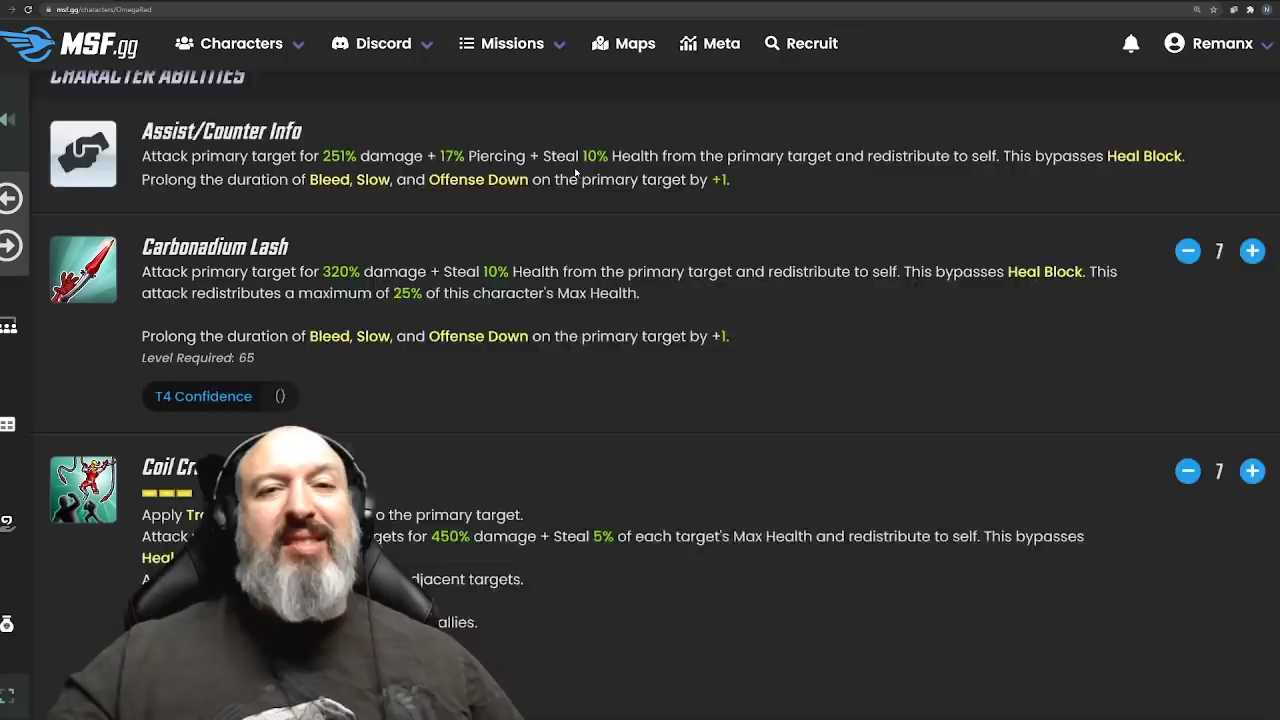 msf.gg/characters/OmegaRed
N
MSF.gg Characters Discord Missions Maps Meta Recruit Remanx
CHARACTER ABILITIES
Assist/Counter Info
Attack primary target for 251% damage + 17% Piercing + Steal 10% Health from the primary target and redistribute to self. This bypasses Heal Block.
Prolong the duration of Bleed, Slow, and Offense Down on the primary target by +1.
Carbonadium Lash
7
Attack primary target for 320% damage + Steal 10% Health from the primary target and redistribute to self. This bypasses Heal Block. This
attack redistributes a maximum of 25% of this character's Max Health.
Prolong the duration of Bleed, Slow, and Offense Down on the primary target by +1.
Level Required: 65
T4 Confidence ()
Coil
7
Apply o the primary target.
Attack gets for 450% damage + Steal 5% of each target's Max Health and redistribute to self. This bypasses
Heal
djacent targets.
allies.